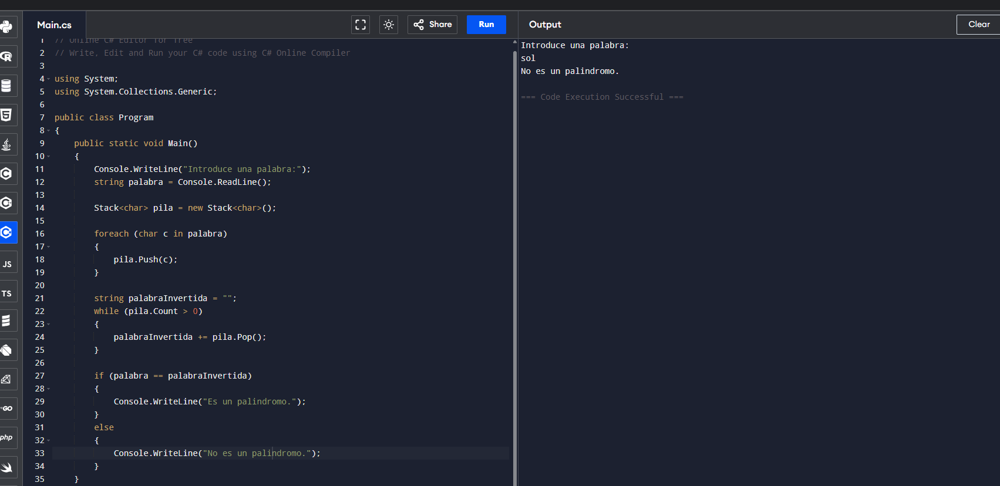 Main.cs
Share
Run
Output
Clear
JS
TS
GO
php
1 // Online C# Editor for free
2 // Write, Edit and Run your C# code using C# Online Compiler
3
4 using System;
5 using System.Collections.Generic;
6
7 public class Program
8 {
9 public static void Main()
10 {
11 Console.WriteLine("Introduce una palabra:");
12 string palabra = Console.ReadLine();
13
14 Stack<char> pila = new Stack<char>();
15
16 foreach (char c in palabra)
17 {
18 pila.Push(c);
19 }
20
21 string palabraInvertida = "";
22 while (pila.Count > 0)
23 {
24 palabraInvertida += pila.Pop();
25 }
26
27 if (palabra == palabraInvertida)
28 {
29 Console.WriteLine("Es un palindromo.");
30 }
31 else
32 {
33 Console.WriteLine("No es un palindromo.");
34 }
35 }
Introduce una palabra:
sol
No es un palindromo.
=== Code Execution Successful ===